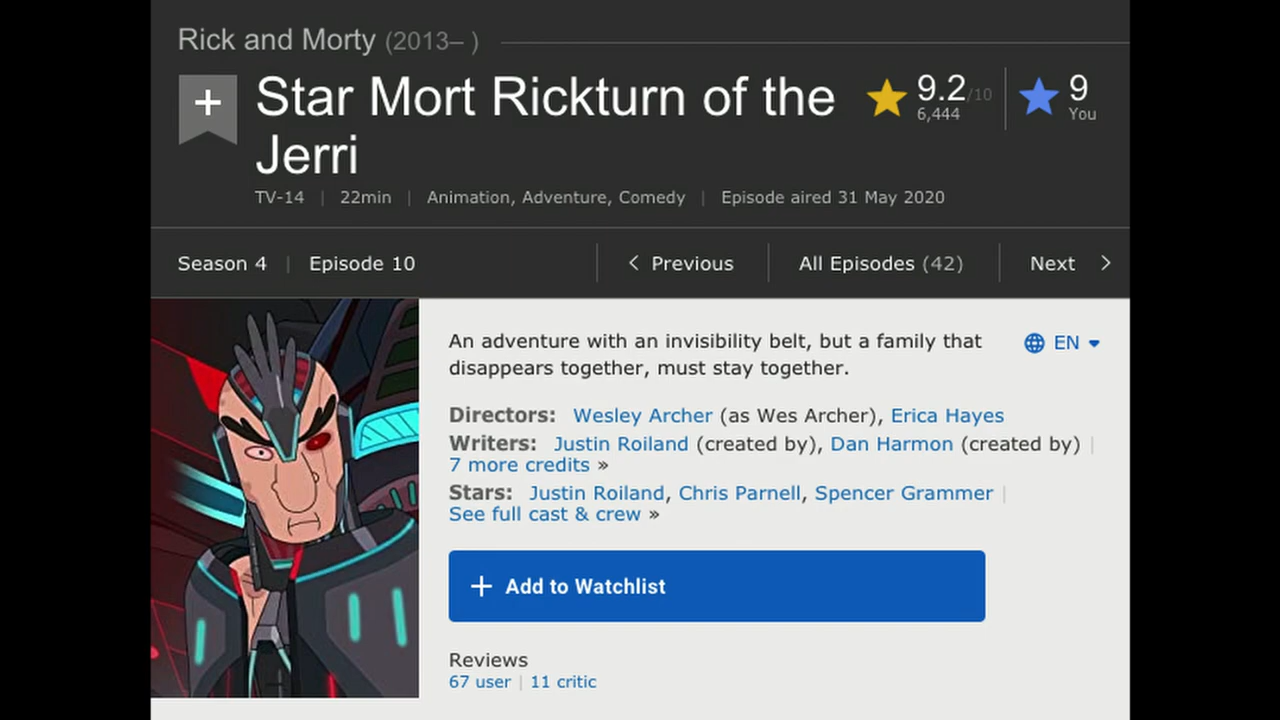 Rick and Morty (2013– )
Star Mort Rickturn of the
Jerri
9.2/10
6,444
9
You
TV-14 | 22min | Animation, Adventure, Comedy | Episode aired 31 May 2020
Season 4 | Episode 10
Previous
All Episodes (42)
Next
An adventure with an invisibility belt, but a family that
disappears together, must stay together.
EN
Directors: Wesley Archer (as Wes Archer), Erica Hayes
Writers: Justin Roiland (created by), Dan Harmon (created by) |
7 more credits »
Stars: Justin Roiland, Chris Parnell, Spencer Grammer |
See full cast & crew »
+ Add to Watchlist
Reviews
67 user | 11 critic